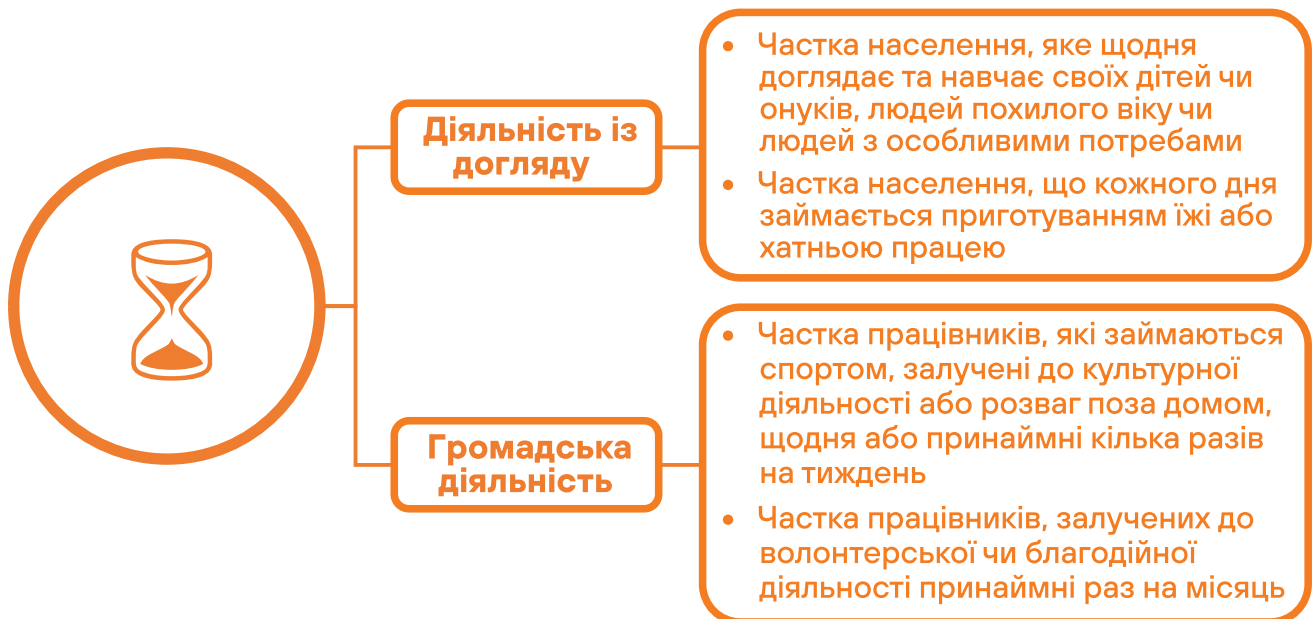 Діяльність із
догляду
• Частка населення, яке щодня
доглядає та навчає своїх дітей чи
онуків, людей похилого віку чи
людей з особливими потребами
• Частка населення, що кожного дня
займається приготуванням їжі або
хатньою працею
Громадська
діяльність
• Частка працівників, які займаються
спортом, залучені до культурної
діяльності або розваг поза домом,
щодня або принаймні кілька разів
на тиждень
• Частка працівників, залучених до
волонтерської чи благодійної
діяльності принаймні раз на місяць